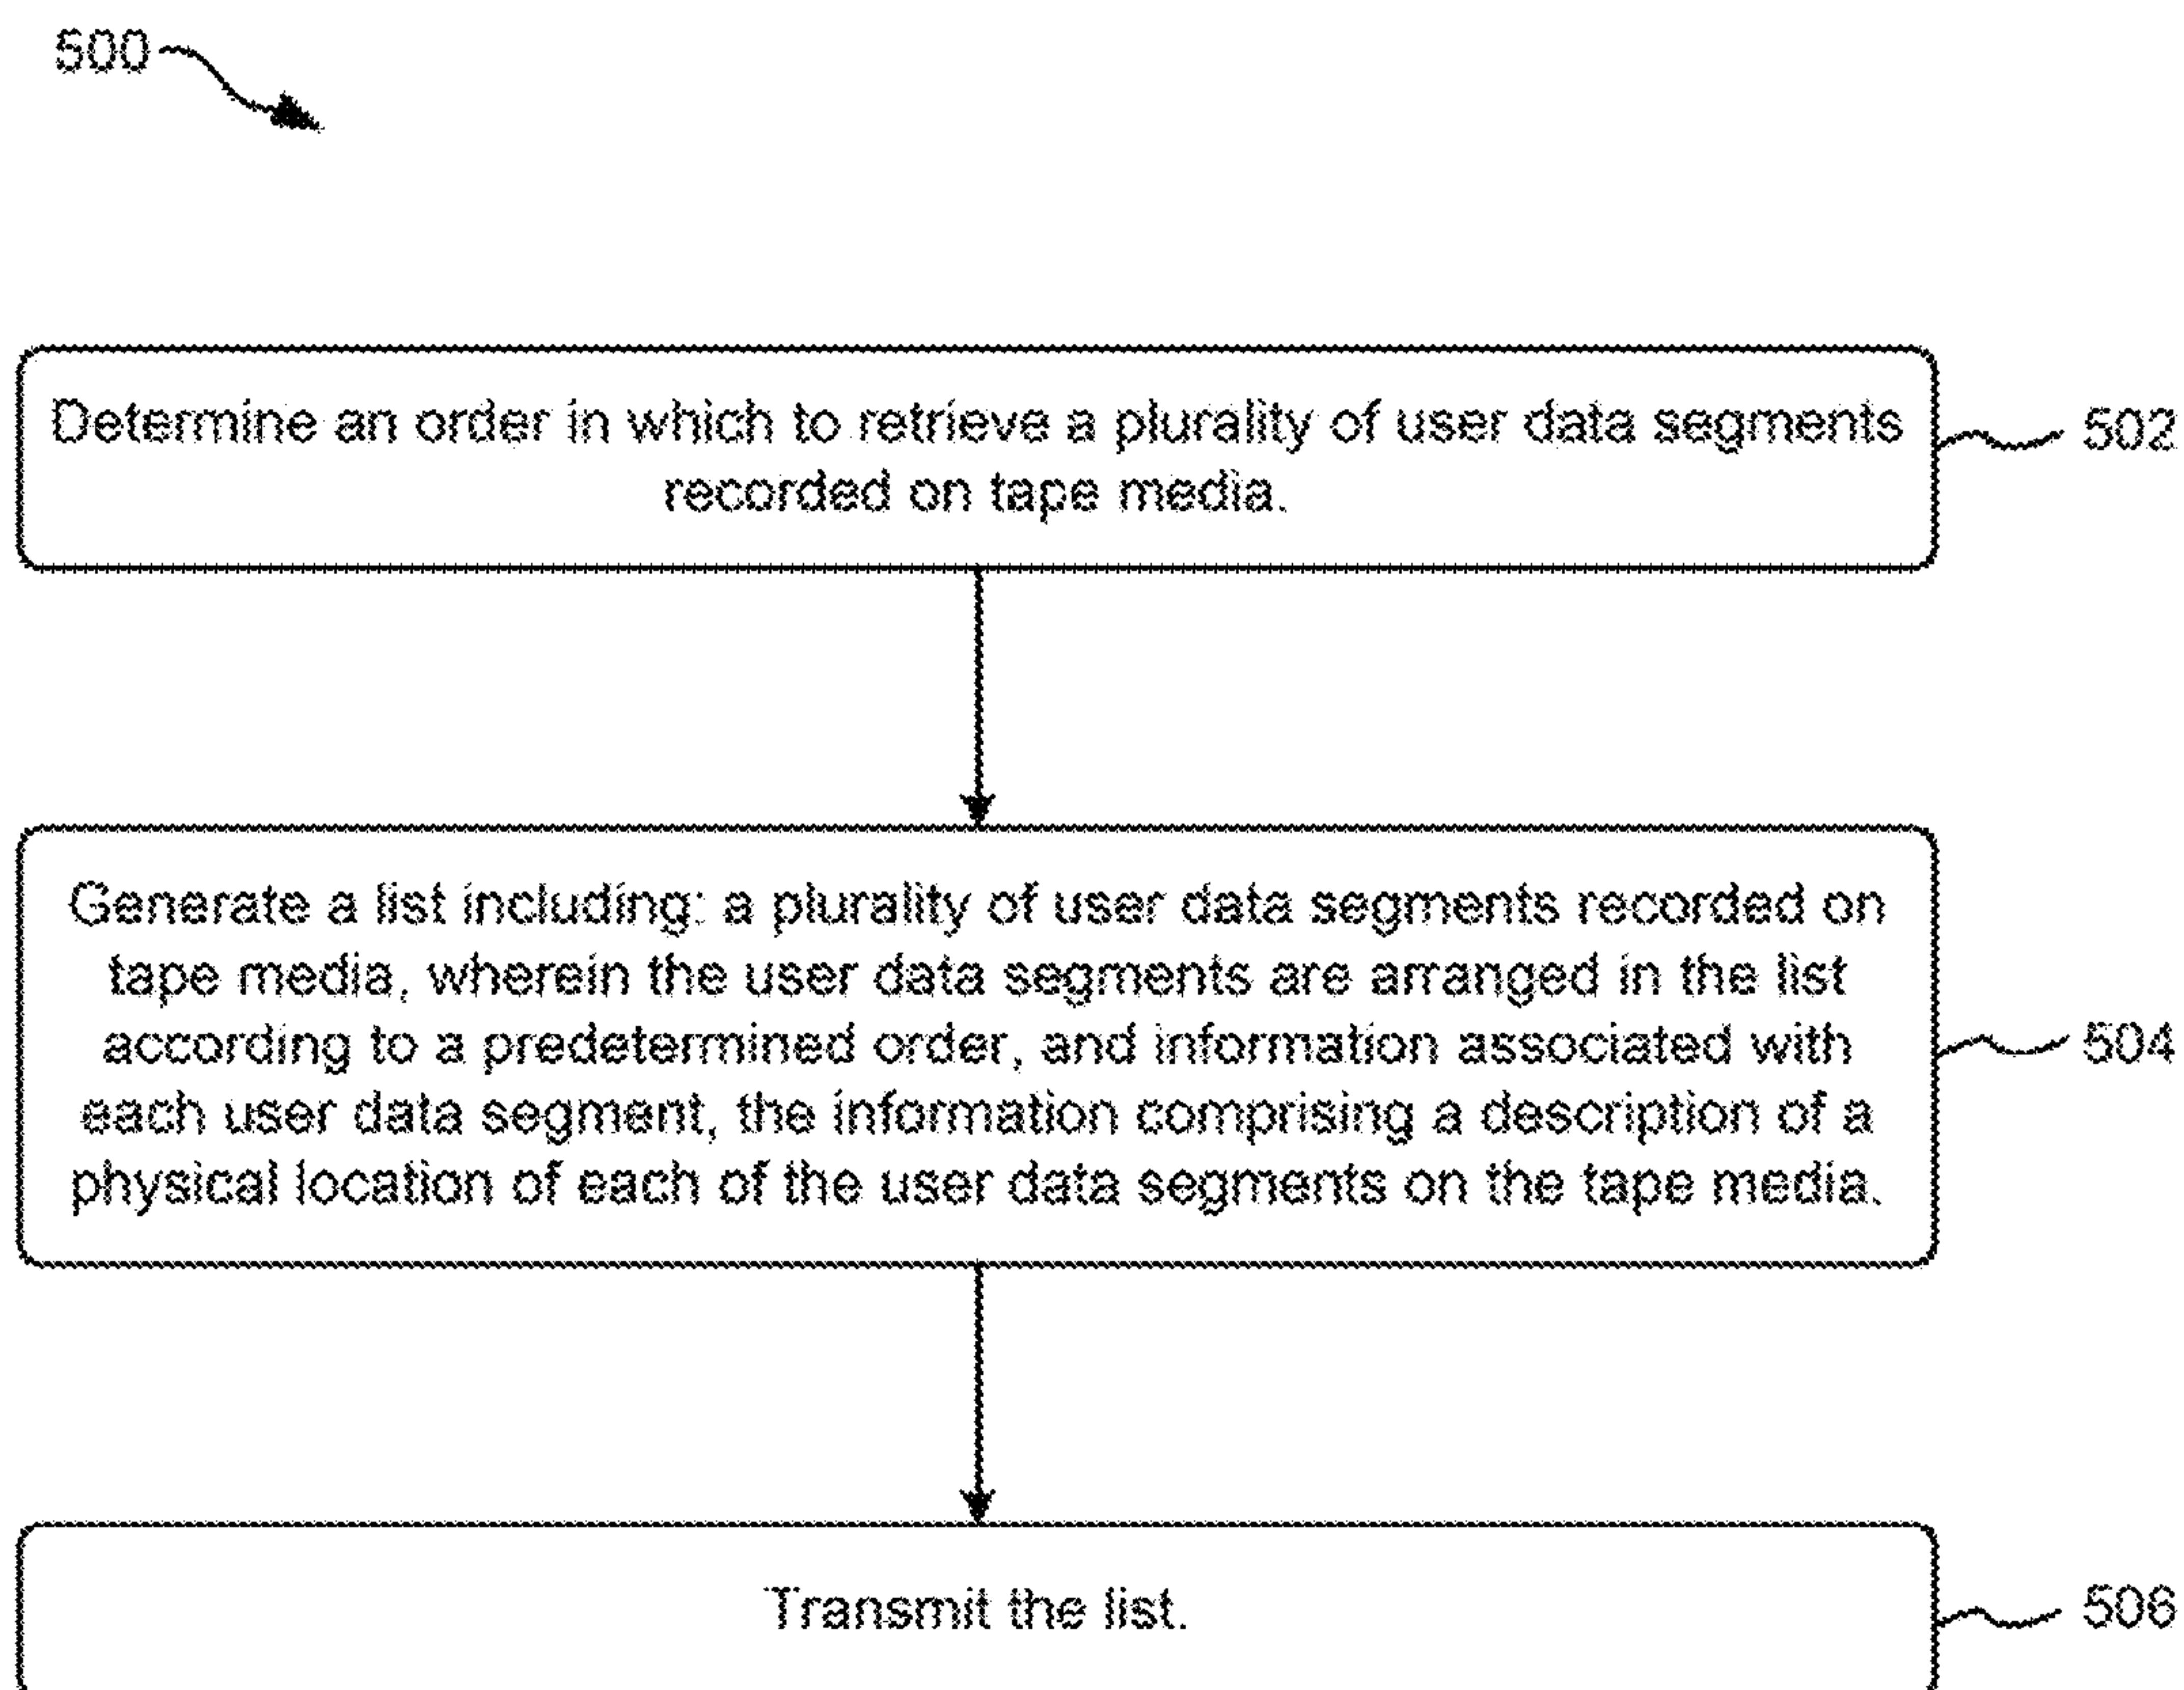 500
Determine an order in which to retrieve a plurality of user data segments
recorded on tape media.
502
Generate a list including: a plurality of user data segments recorded on
tape media, wherein the user data segments are arranged in the list
according to a predetermined order, and information associated with
each user data segment, the information comprising a description of a
physical location of each of the user data segments on the tape media.
504
Transmit the list.
506